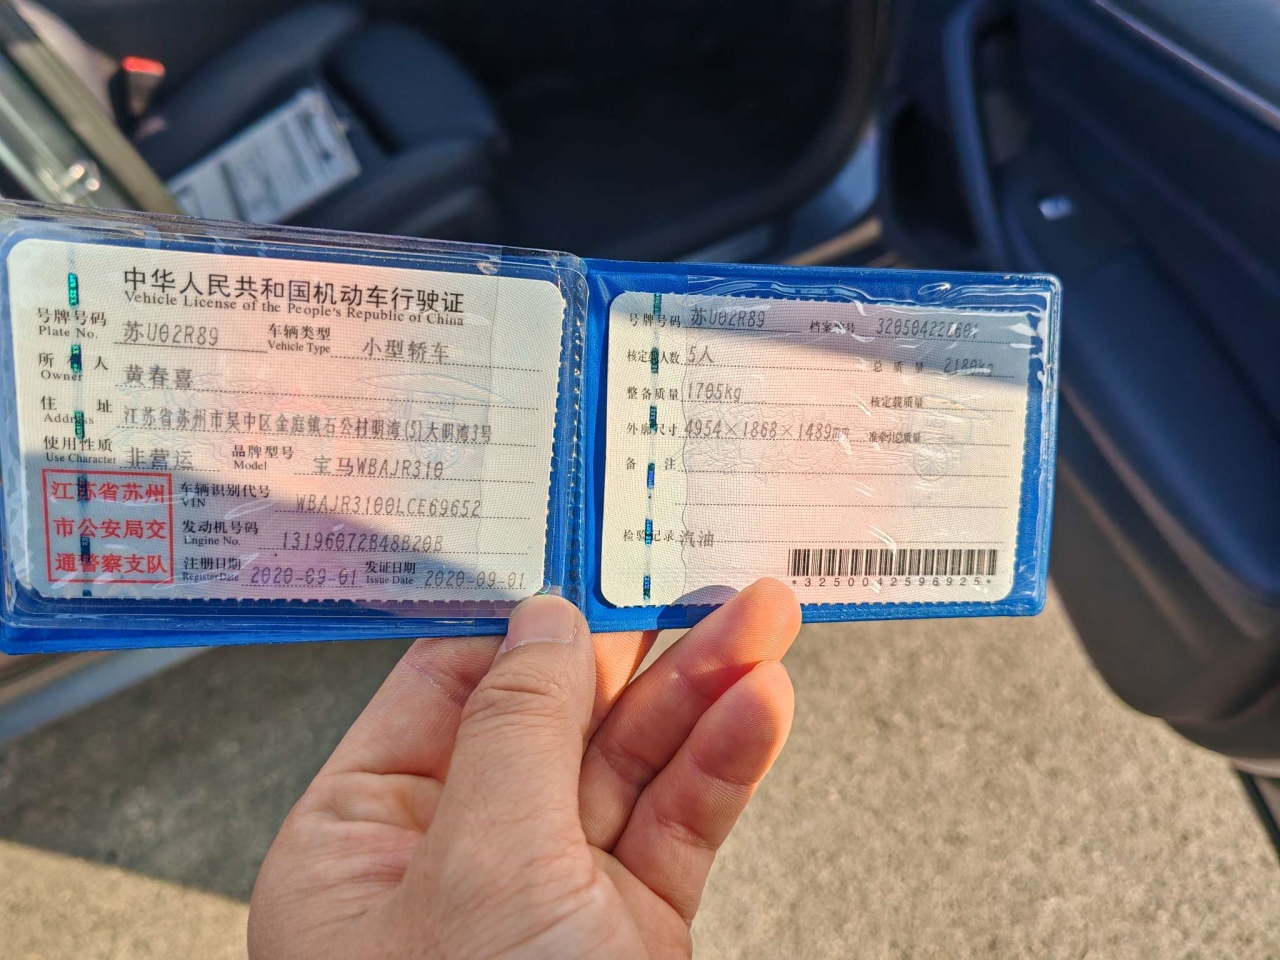 中华人民共和国机动车行驶证
Vehicle License of the People's Republic of China
号牌号码 苏U02R89 车辆类型 小型轿车
Plate No. Vehicle Type
所有人 黄春喜
Owner
住址 江苏省苏州市吴中区金庭镇石公村明湾(5)大明湾3号
Address
使用性质 非营运 品牌型号 宝马WBAJR310
Use Character Model
江苏省苏州
市公安局交
通警察支队
车辆识别代号 WBAJR3100LCE69652
VIN
发动机号码 13196072B48B20B
Engine No.
注册日期 2020-09-01 发证日期 2020-09-01
Register Date Issue Date
号牌号码 苏U02R89 档案编号
核定载人数 5人 总质量 2180kg
整备质量 1705kg 核定载质量 --
外廓尺寸 4954×1868×1489mm 准牵引总质量
备注
检验记录 汽油
*3250042596925*